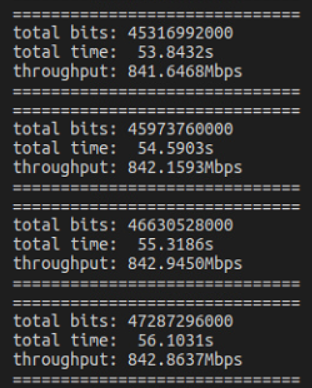 ==============================
total bits: 45316992000
total time:  53.8432s
throughput: 841.6468Mbps
==============================
==============================
total bits: 45973760000
total time:  54.5903s
throughput: 842.1593Mbps
==============================
==============================
total bits: 46630528000
total time:  55.3186s
throughput: 842.9450Mbps
==============================
==============================
total bits: 47287296000
total time:  56.1031s
throughput: 842.8637Mbps
==============================